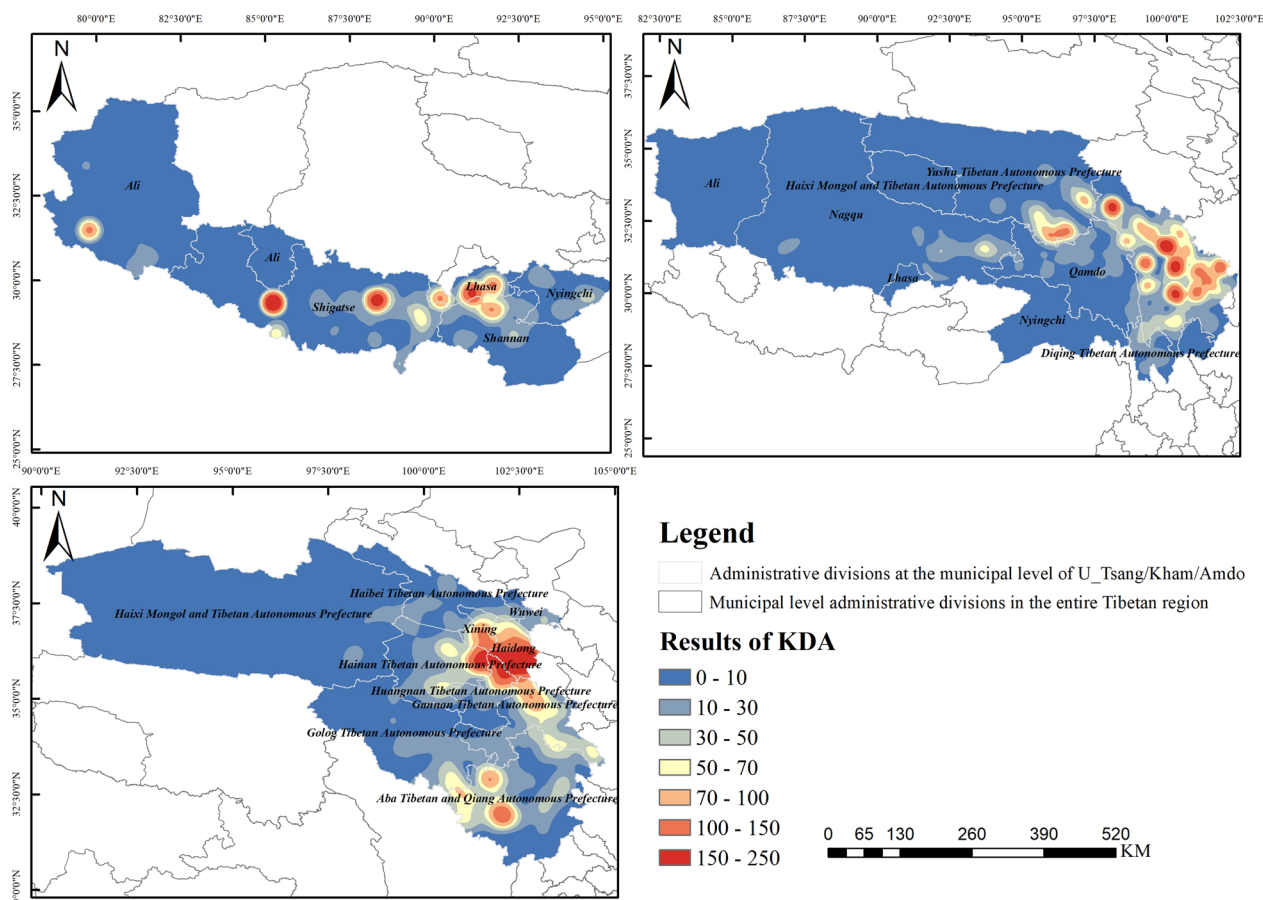 80°0'0"E 82°30'0"E 85°0'0"E 87°30'0"E 90°0'0"E 92°30'0"E 95°0'0"E
N
35°0'0"N
32°30'0"N
30°0'0"N
27°30'0"N
25°0'0"N
Ali
Ali
Shigatse
Lhasa
Nyingchi
Shannan
82°30'0"E 85°0'0"E 87°30'0"E 90°0'0"E 92°30'0"E 95°0'0"E 97°30'0"E 100°0'0"E 102°30'0"E
N
37°30'0"N
35°0'0"N
32°30'0"N
30°0'0"N
27°30'0"N
25°0'0"N
Yushu Tibetan Autonomous Prefecture
Ali
Haixi Mongol and Tibetan Autonomous Prefecture
Nagqu
Qamdo
Lhasa
Nyingchi
Diqing Tibetan Autonomous Prefecture
90°0'0"E 92°30'0"E 95°0'0"E 97°30'0"E 100°0'0"E 102°30'0"E 105°0'0"E
N
40°0'0"N
37°30'0"N
35°0'0"N
32°30'0"N
Haibei Tibetan Autonomous Prefecture
Haixi Mongol and Tibetan Autonomous Prefecture
Wuwei
Xining
Haidong
Hainan Tibetan Autonomous Prefecture
Huangnan Tibetan Autonomous Prefecture
Gannan Tibetan Autonomous Prefecture
Golog Tibetan Autonomous Prefecture
Aba Tibetan and Qiang Autonomous Prefecture
Legend
Administrative divisions at the municipal level of U_Tsang/Kham/Amdo
Municipal level administrative divisions in the entire Tibetan region
Results of KDA
0 - 10
10 - 30
30 - 50
50 - 70
70 - 100
100 - 150
150 - 250
0 65 130 260 390 520
KM